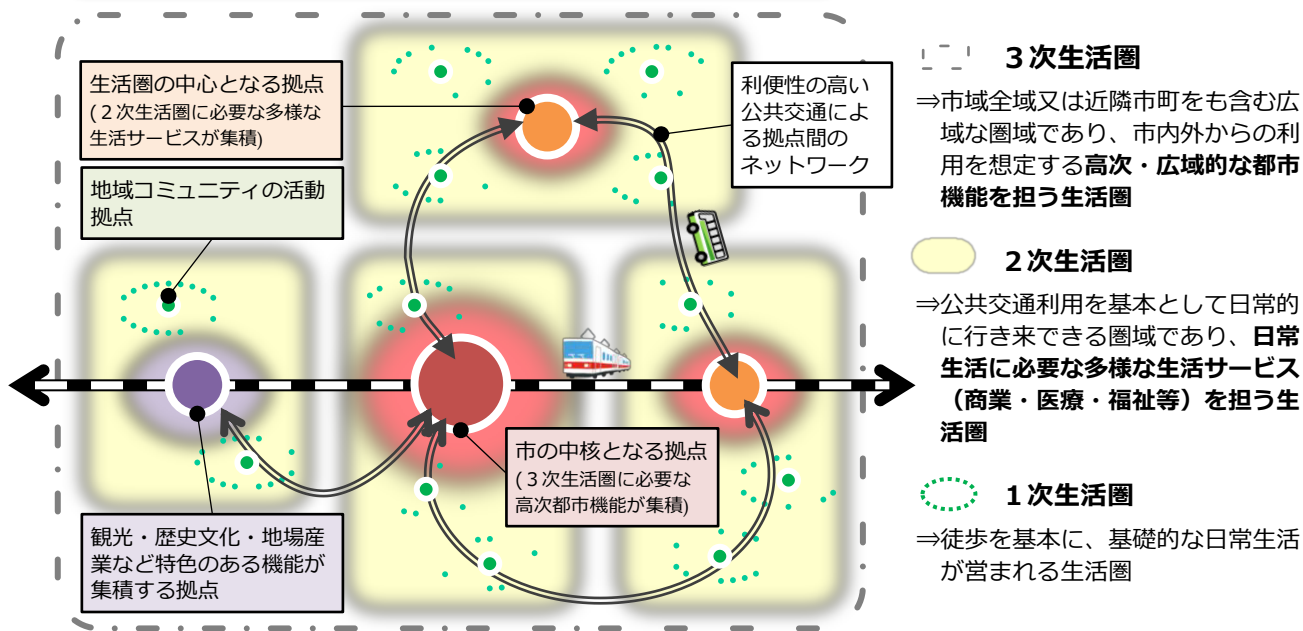 生活圏の中心となる拠点
(２次生活圏に必要な多様な
生活サービスが集積)
地域コミュニティの活動
拠点
利便性の高い
公共交通によ
る拠点間の
ネットワーク
市の中核となる拠点
(３次生活圏に必要な
高次都市機能が集積)
観光・歴史文化・地場産
業など特色のある機能が
集積する拠点
３次生活圏
⇒市域全域又は近隣市町をも含む広
域な圏域であり、市内外からの利
用を想定する高次・広域的な都市
機能を担う生活圏
２次生活圏
⇒公共交通利用を基本として日常的
に行き来できる圏域であり、日常
生活に必要な多様な生活サービス
（商業・医療・福祉等）を担う生
活圏
１次生活圏
⇒徒歩を基本に、基礎的な日常生活
が営まれる生活圏